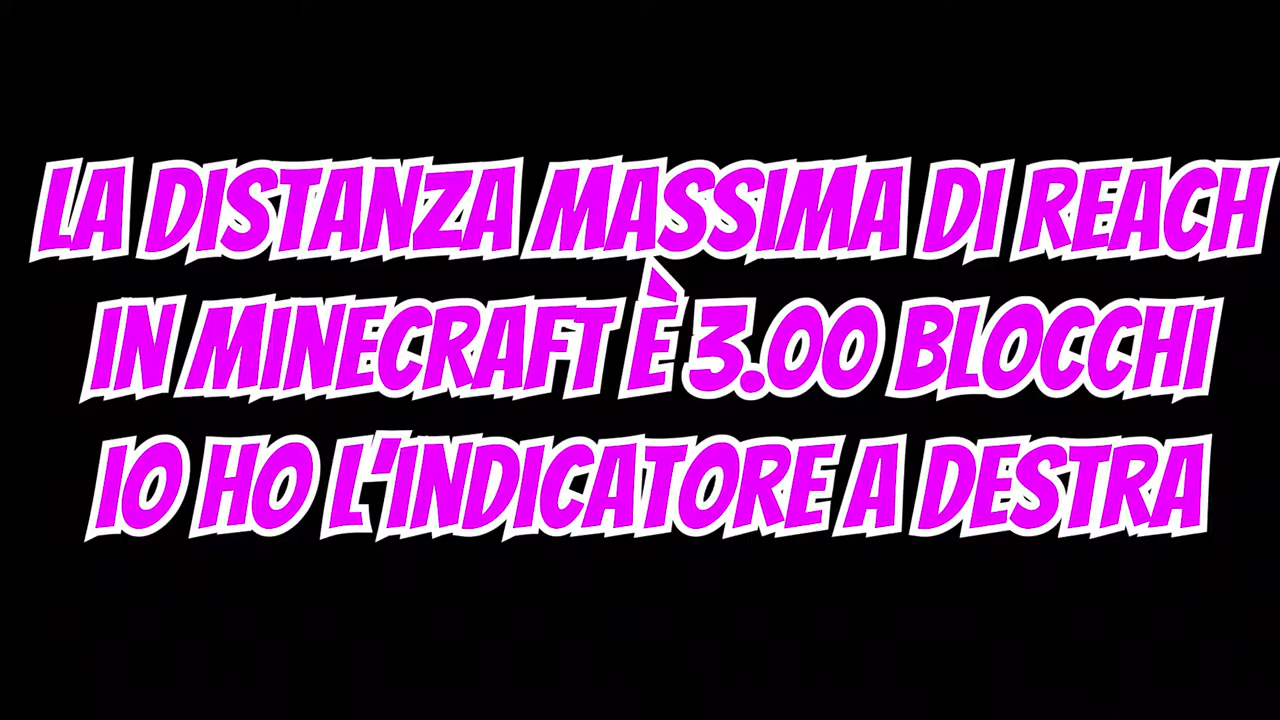 LA DISTANZA MASSIMA DI REACH
IN MINECRAFT È 3.00 BLOCCHI
IO HO L'INDICATORE A DESTRA